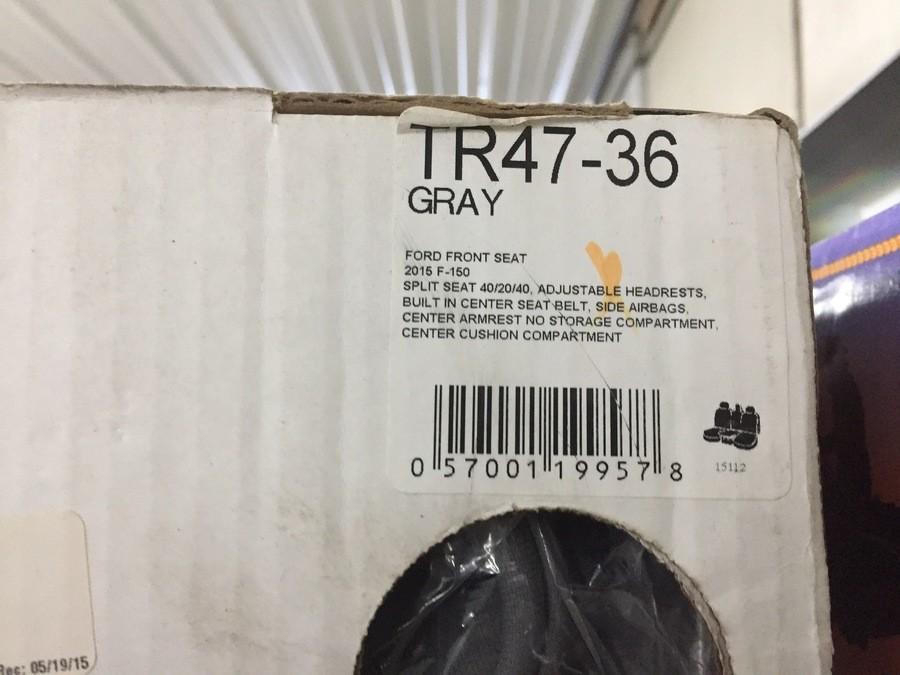 TR47-36
GRAY
FORD FRONT SEAT
2015 F-150
SPLIT SEAT 40/20/40, ADJUSTABLE HEADRESTS,
BUILT IN CENTER SEAT BELT, SIDE AIRBAGS,
CENTER ARMREST NO STORAGE COMPARTMENT,
CENTER CUSHION COMPARTMENT
0 57001 19957 8
15112
Rec: 05/19/15